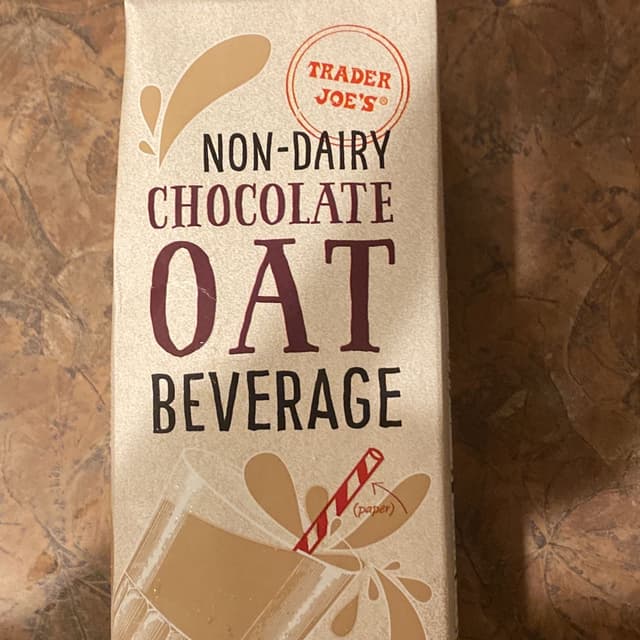 TRADER
JOE'S®
NON-DAIRY
CHOCOLATE
OAT
BEVERAGE
(paper)